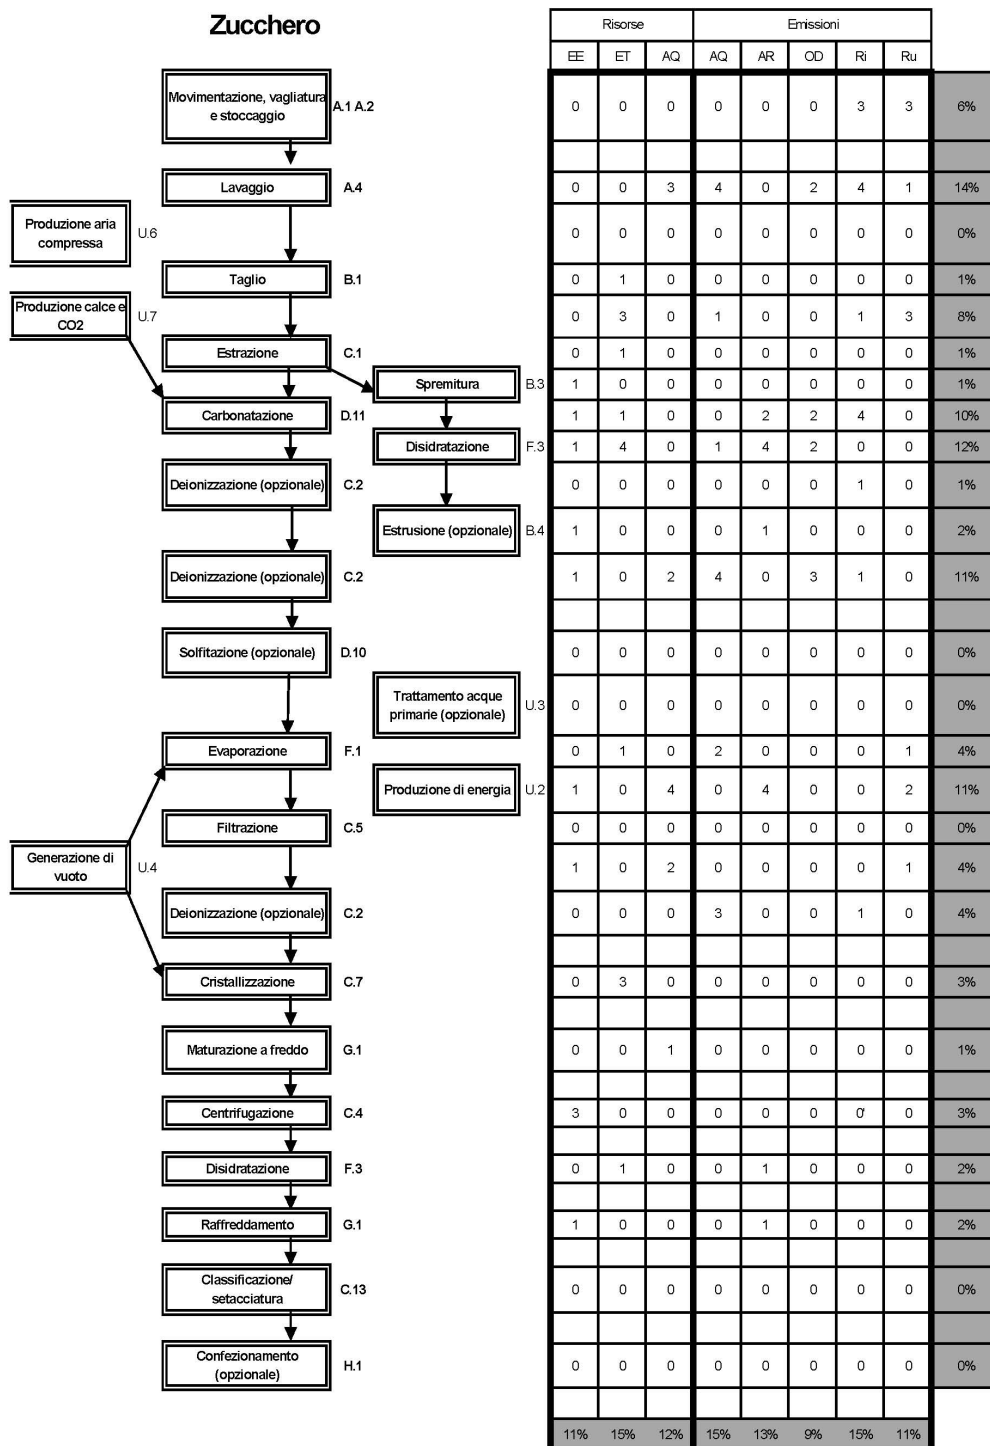 Zucchero
Risorse Emissioni
EE ET AQ AQ AR OD Ri Ru
Movimentazione, vagliatura
e stoccaggio
A.1 A.2 0 0 0 0 0 0 3 3 6%
Lavaggio A.4 0 0 3 4 0 2 4 1 14%
Produzione aria
compressa
U.6 0 0 0 0 0 0 0 0 0%
Taglio B.1 0 1 0 0 0 0 0 0 1%
Produzione calce e
CO2
U.7 0 3 0 1 0 0 1 3 8%
Estrazione C.1 0 1 0 0 0 0 0 0 1%
Spremitura B.3 1 0 0 0 0 0 0 0 1%
Carbonatazione D.11 1 1 0 0 2 2 4 0 10%
Disidratazione F.3 1 4 0 1 4 2 0 0 12%
Deionizzazione (opzionale) C.2 0 0 0 0 0 0 1 0 1%
Estrusione (opzionale) B.4 1 0 0 0 1 0 0 0 2%
Deionizzazione (opzionale) C.2 1 0 2 4 0 3 1 0 11%
Solfitazione (opzionale) D.10 0 0 0 0 0 0 0 0 0%
Trattamento acque
primarie (opzionale)
U.3 0 0 0 0 0 0 0 0 0%
Evaporazione F.1 0 1 0 2 0 0 0 1 4%
Produzione di energia U.2 1 0 4 0 4 0 0 2 11%
Filtrazione C.5 0 0 0 0 0 0 0 0 0%
Generazione di
vuoto
U.4 1 0 2 0 0 0 0 1 4%
Deionizzazione (opzionale) C.2 0 0 0 3 0 0 1 0 4%
Cristallizzazione C.7 0 3 0 0 0 0 0 0 3%
Maturazione a freddo G.1 0 0 1 0 0 0 0 0 1%
Centrifugazione C.4 3 0 0 0 0 0 0' 0 3%
Disidratazione F.3 0 1 0 0 1 0 0 0 2%
Raffreddamento G.1 1 0 0 0 1 0 0 0 2%
Classificazione/
setacciatura
C.13 0 0 0 0 0 0 0 0 0%
Confezionamento
(opzionale)
H.1 0 0 0 0 0 0 0 0 0%
11% 15% 12% 15% 13% 9% 15% 11%